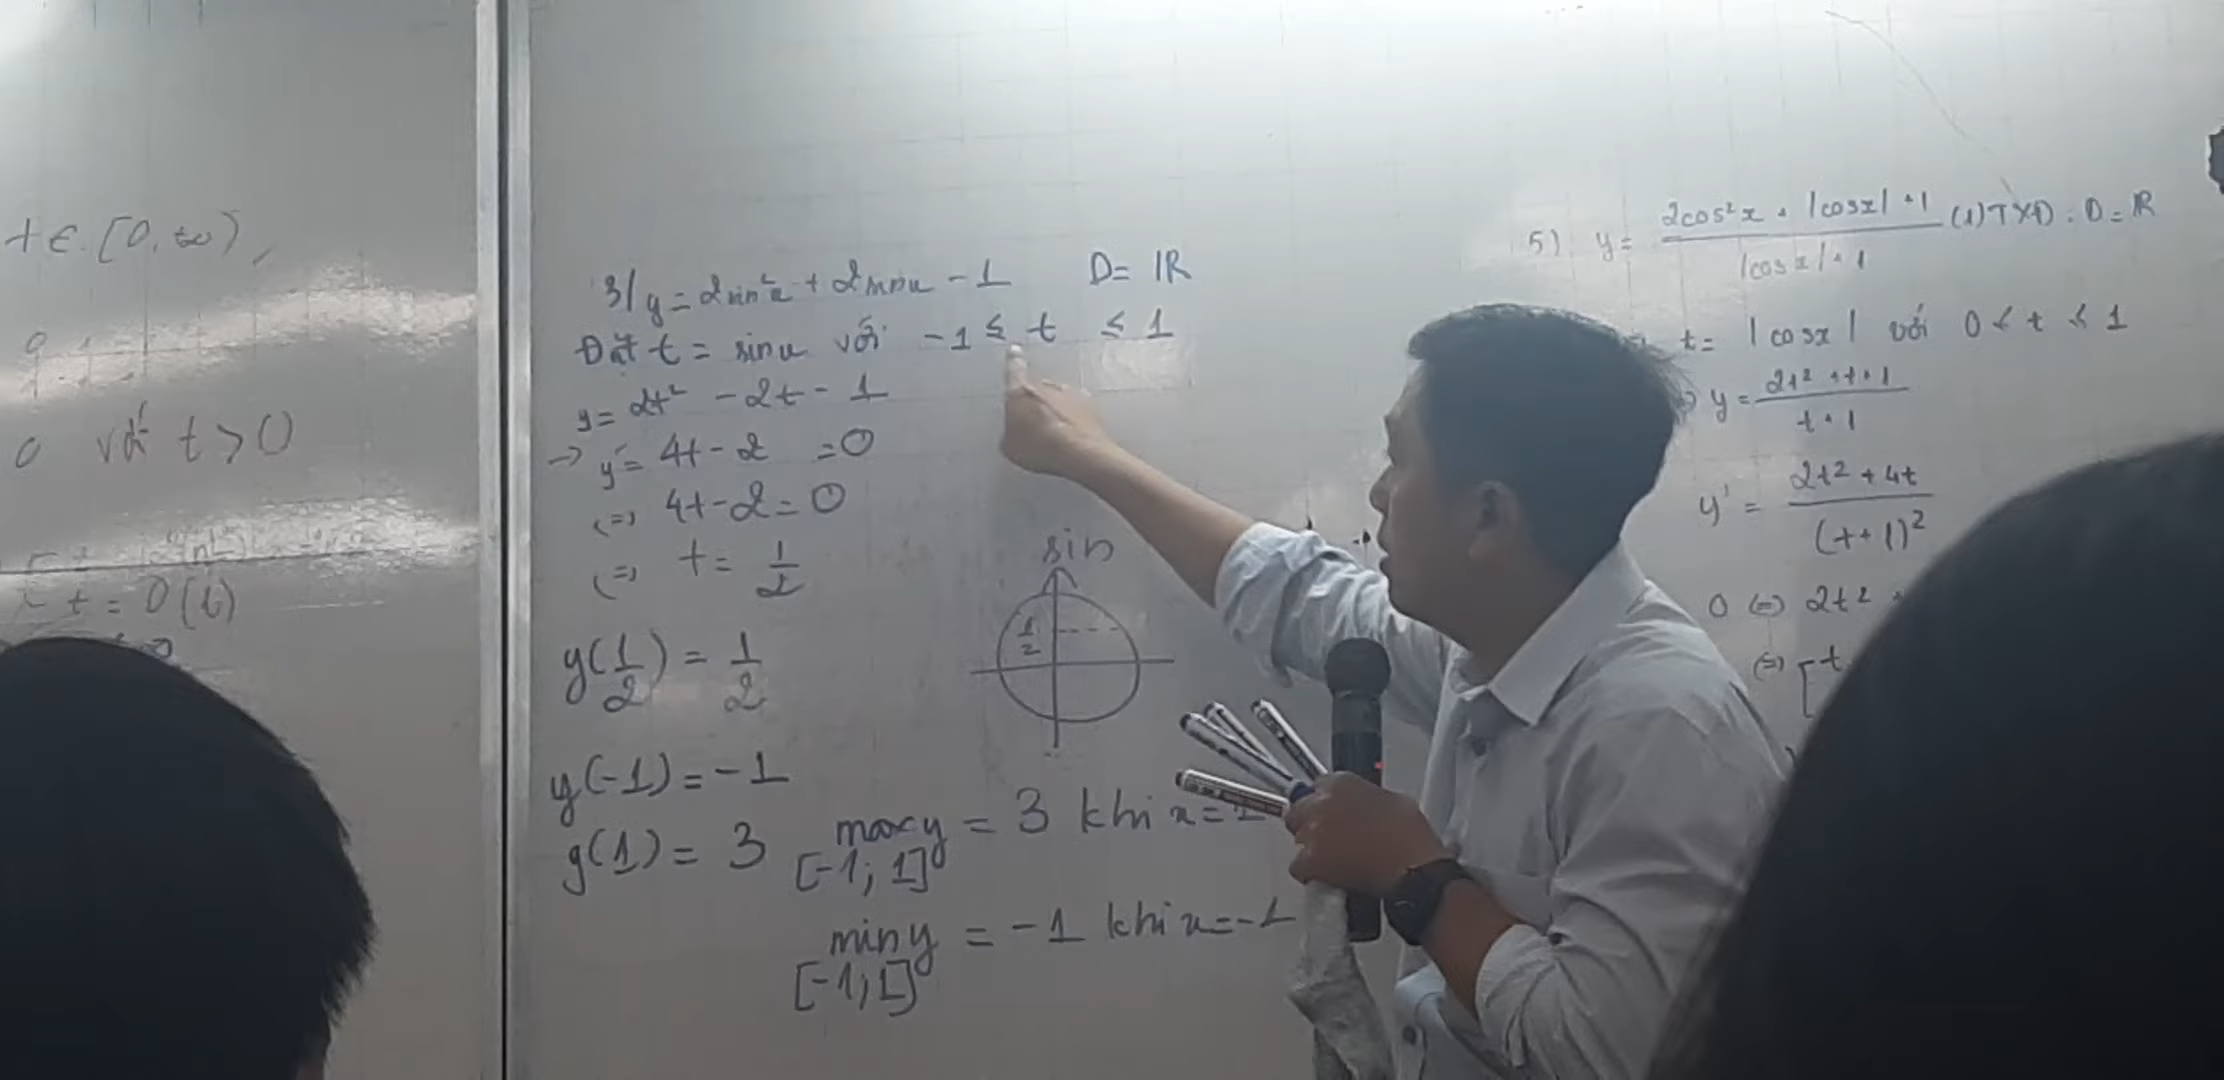 t ∈ [0, +∞),
0 với t > 0
t = 0 (l)
3/ y = 2sin²x + 2sinx - 1 D = ℝ
Đặt t = sinx với -1 ≤ t ≤ 1
y = 2t² - 2t - 1
→ y' = 4t - 2 = 0
(=) 4t - 2 = 0
(=) t = 1/2
sin
1/2
y(1/2) = 1/2
y(-1) = -1
y(1) = 3
max y = 3 khi x = 1
[-1; 1]
min y = -1 khi x = -1
[-1; 1]
5) y = (2cos²x + |cosx| + 1)/(|cosx| + 1) (1) TXĐ: D = ℝ
t = |cosx| với 0 ≤ t ≤ 1
y = (2t² + t + 1)/(t + 1)
y' = (2t² + 4t)/(t + 1)²
0 (=) 2t²
(=) [t